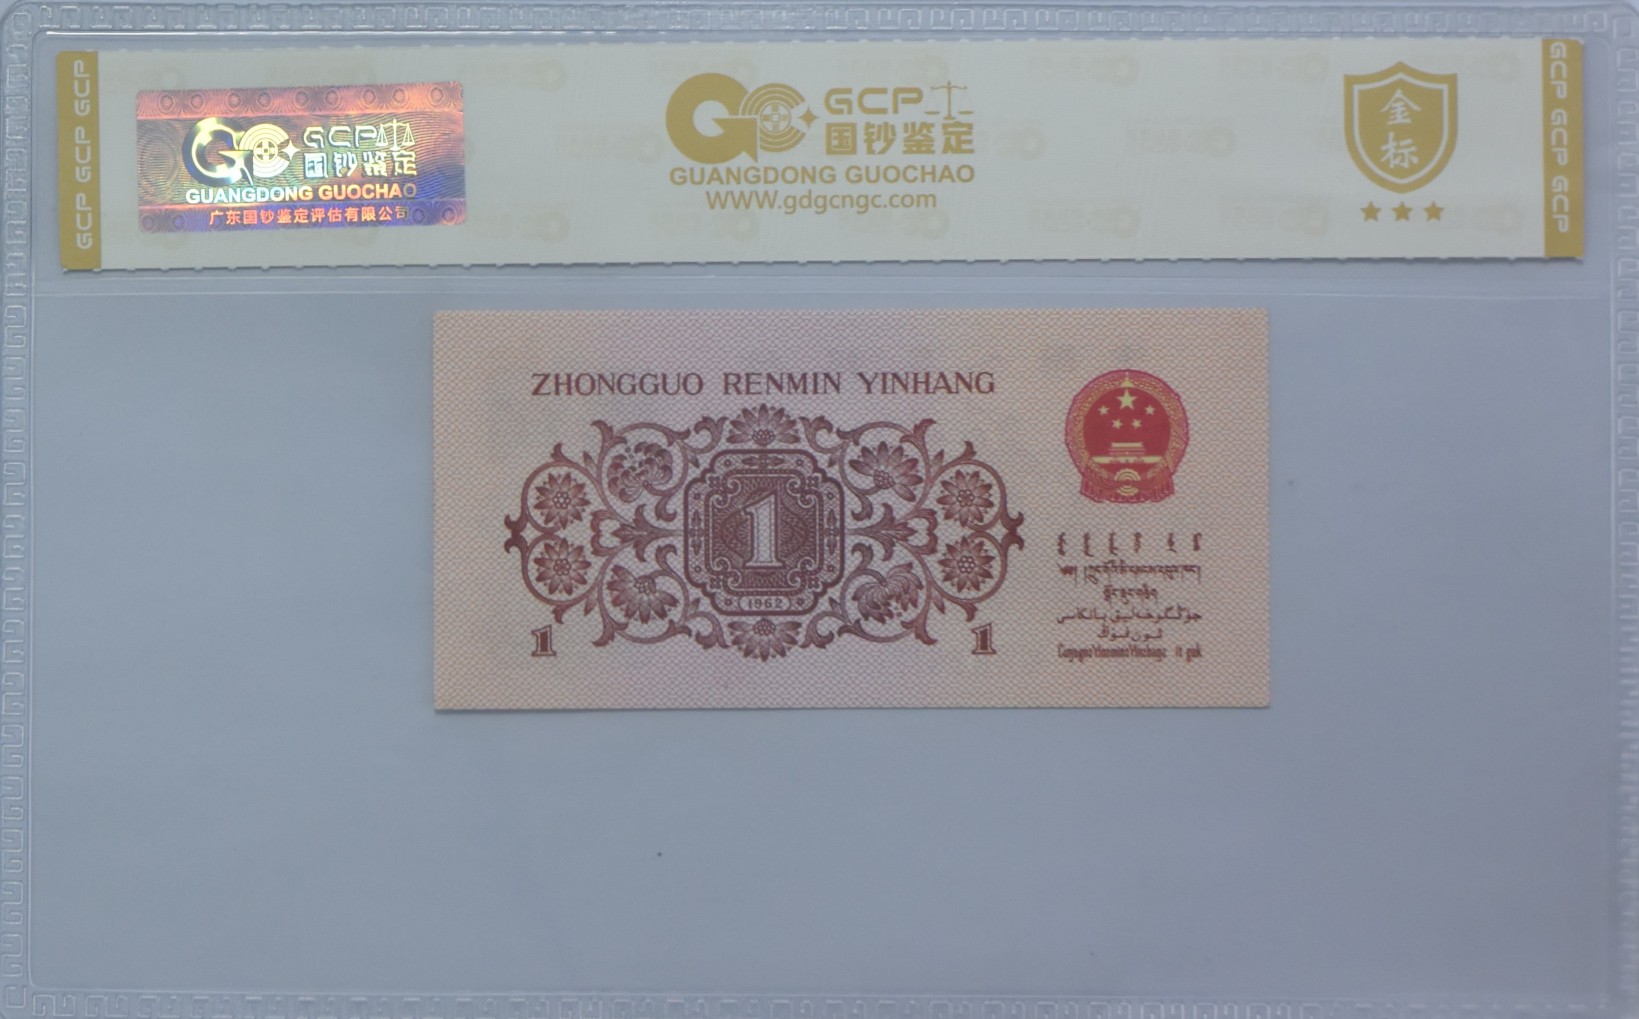 GCP GCP GCP
GCP
国钞鉴定
GUANGDONG GUOCHAO
广东国钞鉴定评估有限公司
GCP
国钞鉴定
GUANGDONG GUOCHAO
WWW.gdgcngc.com
金
标
GCP GCP GCP
ZHONGGUO RENMIN YINHANG
1
1962
1
1